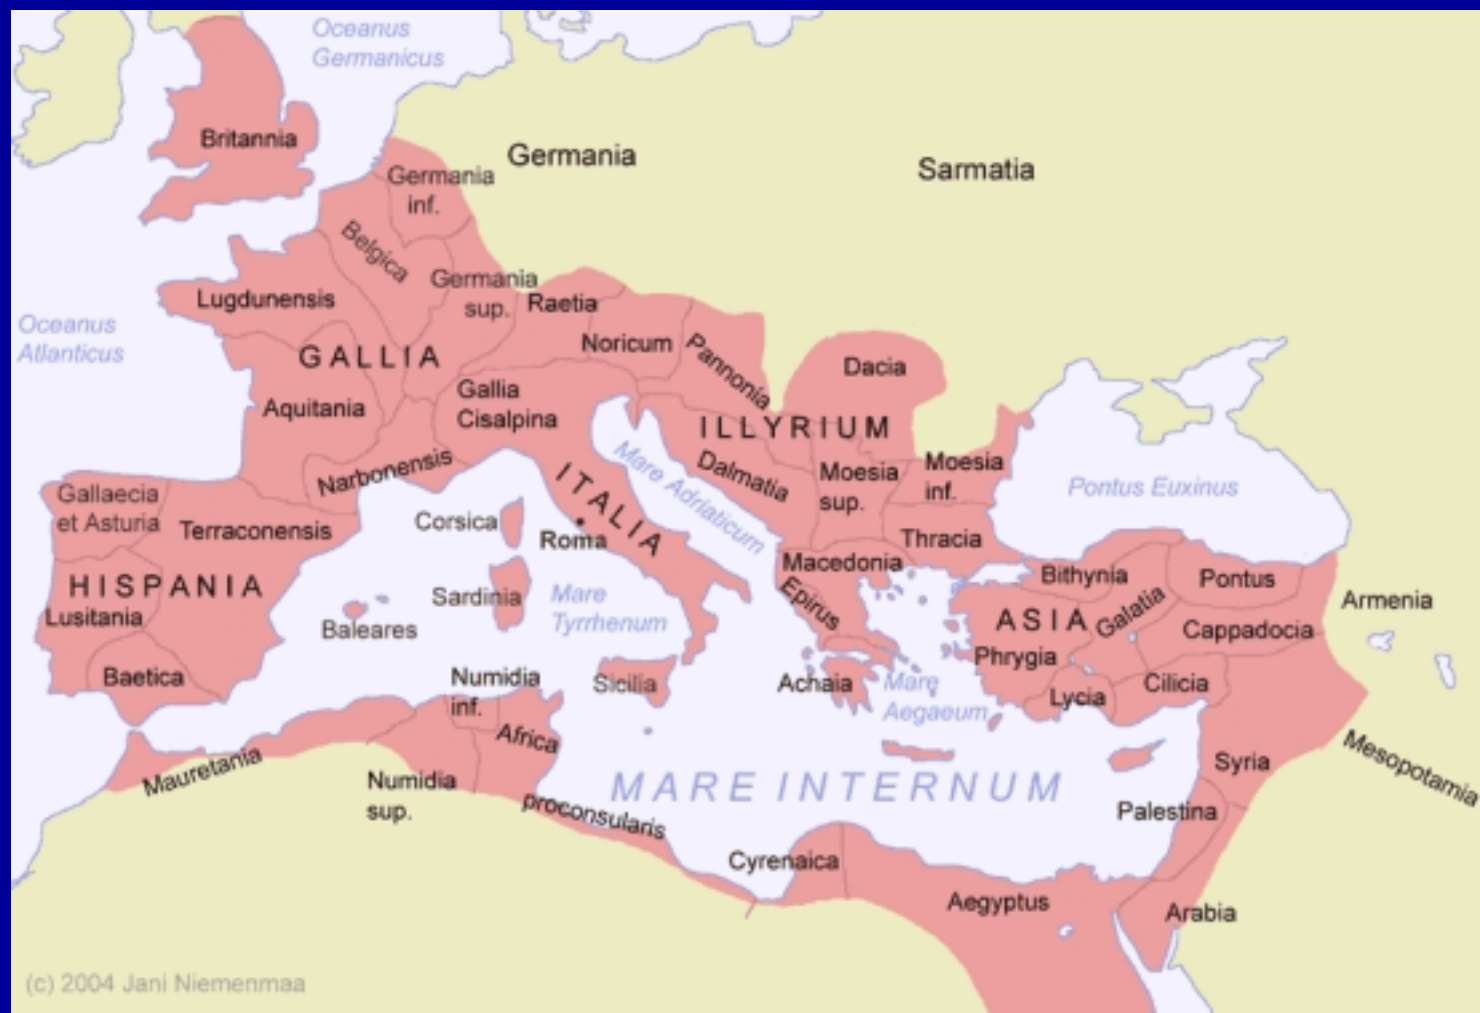 Oceanus
Germanicus
Britannia
Germania
Sarmatia
Germania
inf.
Belgica
Germania
sup.
Raetia
Lugdunensis
Oceanus
Atlanticus
GALLIA
Noricum
Pannonia
Dacia
Gallia
Cisalpina
Aquitania
ILLYRIUM
Narbonensis
Mare Adriaticum
Dalmatia
Moesia
sup.
Moesia
inf.
Pontus Euxinus
Gallaecia
et Asturia
Terraconensis
Corsica
ITALIA
Roma
Thracia
Macedonia
Bithynia
Pontus
HISPANIA
Lusitania
Sardinia
Mare
Tyrrhenum
Epirus
ASIA
Galatia
Armenia
Baleares
Cappadocia
Phrygia
Baetica
Numidia
inf.
Sicilia
Achaia
Mare
Aegaeum
Lycia
Cilicia
Africa
proconsularis
Mauretania
Numidia
sup.
MARE INTERNUM
Syria
Mesopotamia
Palestina
Cyrenaica
Aegyptus
Arabia
(c) 2004 Jani Niemenmaa